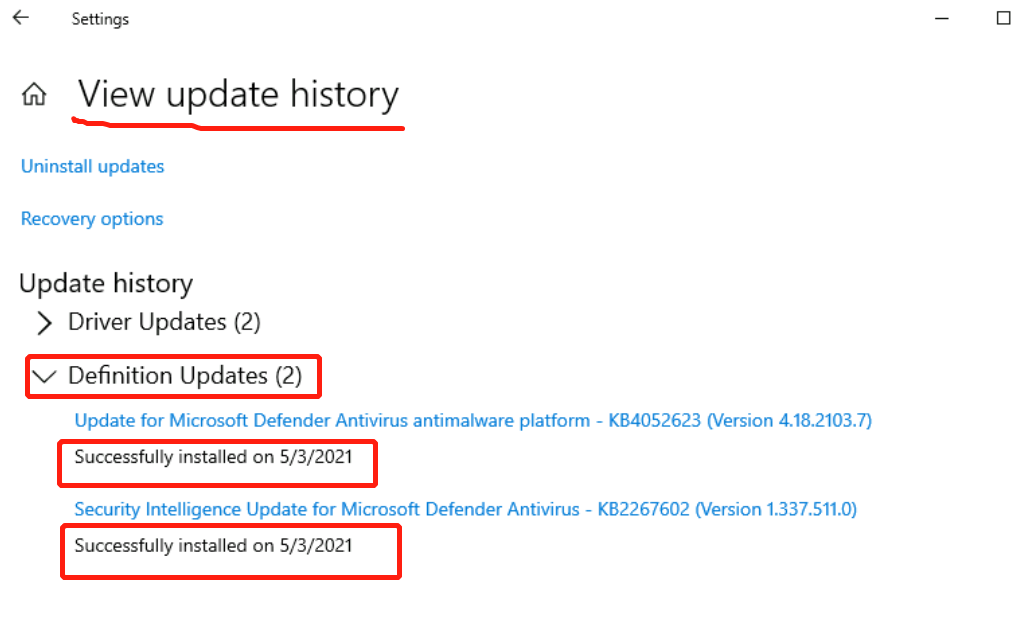 Settings
View update history
Uninstall updates
Recovery options
Update history
Driver Updates (2)
Definition Updates (2)
Update for Microsoft Defender Antivirus antimalware platform - KB4052623 (Version 4.18.2103.7)
Successfully installed on 5/3/2021
Security Intelligence Update for Microsoft Defender Antivirus - KB2267602 (Version 1.337.511.0)
Successfully installed on 5/3/2021